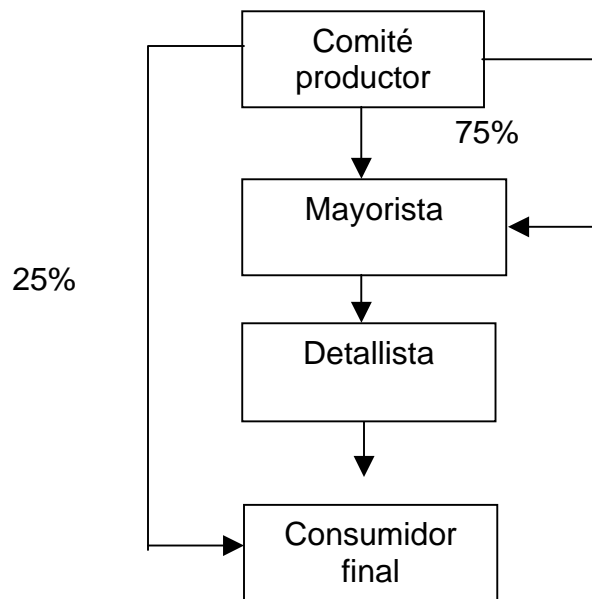 Comité
productor
75%
Mayorista
25%
Detallista
Consumidor
final